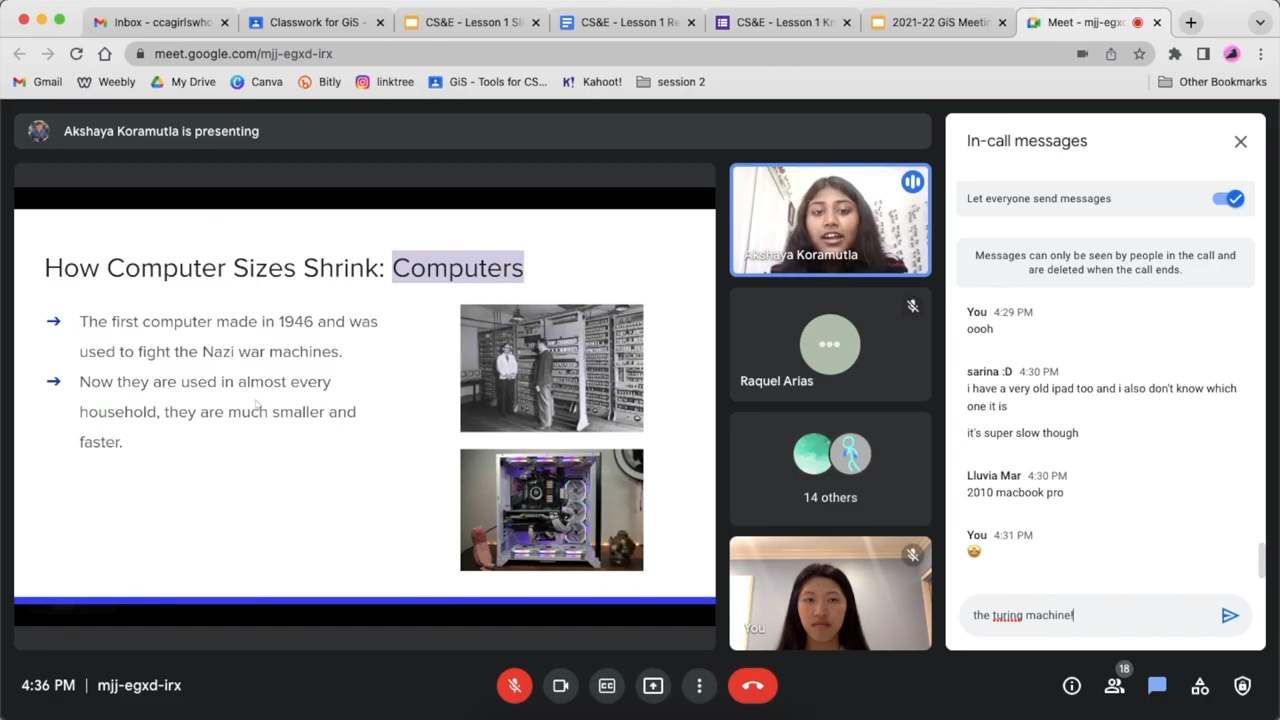 Inbox - ccagirlswho
Classwork for GiS -
CS&E - Lesson 1 Sli
CS&E - Lesson 1 Re
CS&E - Lesson 1 Kn
2021-22 GiS Meetin
Meet - mjj-egxd
meet.google.com/mjj-egxd-irx
Gmail
Weebly
My Drive
Canva
Bitly
linktree
GiS - Tools for CS...
K!
Kahoot!
session 2
Other Bookmarks
Akshaya Koramutla is presenting
How Computer Sizes Shrink: Computers
→ The first computer made in 1946 and was
used to fight the Nazi war machines.
→ Now they are used in almost every
household, they are much smaller and
faster.
Akshaya Koramutla
Raquel Arias
14 others
You
In-call messages
Let everyone send messages
Messages can only be seen by people in the call and
are deleted when the call ends.
You 4:29 PM
oooh
sarina :D 4:30 PM
i have a very old ipad too and i also don't know which
one it is
it's super slow though
Lluvia Mar 4:30 PM
2010 macbook pro
You 4:31 PM
🤩
the turing machine!
4:36 PM | mjj-egxd-irx
CC
18